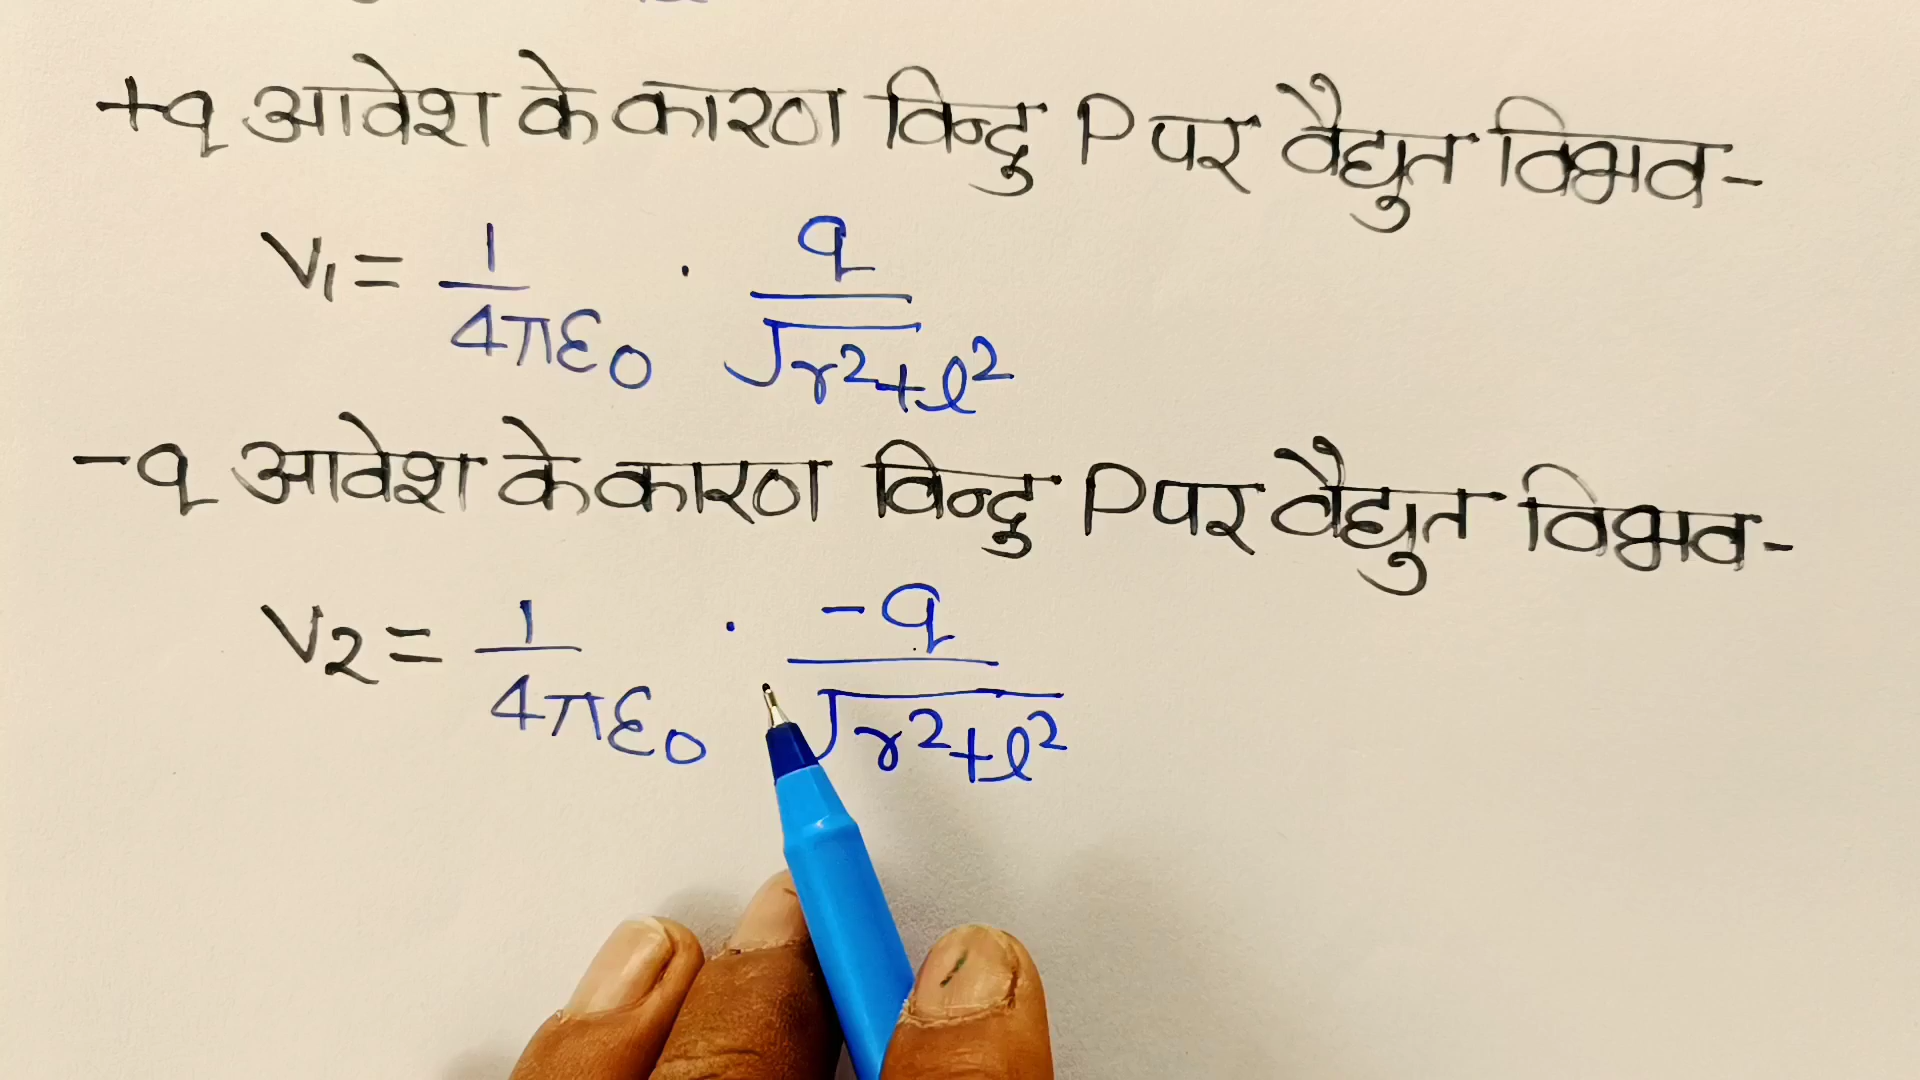 +q आवेश के कारण विन्दु P पर वैद्युत विभव-
V₁ = 1/4πε₀ · q/√r²+l²
-q आवेश के कारण विन्दु P पर वैद्युत विभव-
V₂ = 1/4πε₀ · -q/√r²+l²